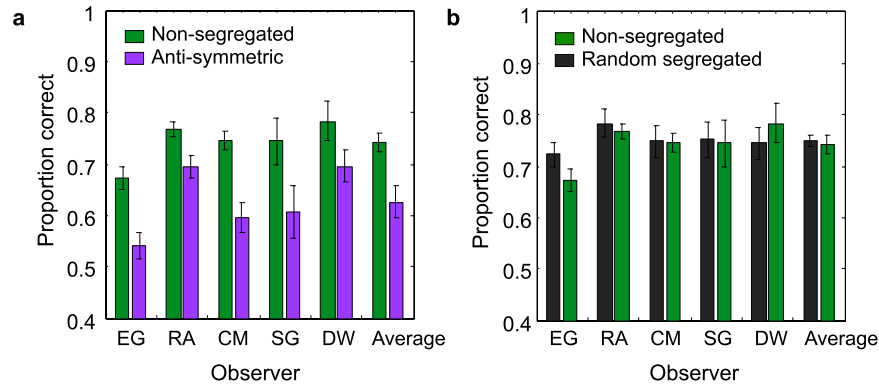 a
Non-segregated
Anti-symmetric
Proportion correct
1
0.9
0.8
0.7
0.6
0.5
0.4
EG RA CM SG DW Average
Observer
b
Non-segregated
Random segregated
Proportion correct
1
0.9
0.8
0.7
0.6
0.5
0.4
EG RA CM SG DW Average
Observer